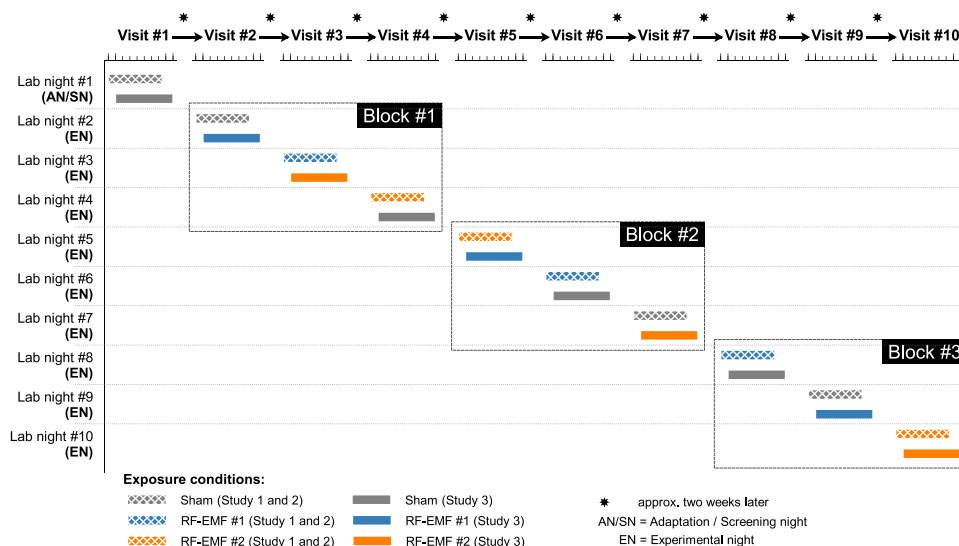 ✷ ✷ ✷ ✷ ✷ ✷ ✷ ✷ ✷
Visit #1 → Visit #2 → Visit #3 → Visit #4 → Visit #5 → Visit #6 → Visit #7 → Visit #8 → Visit #9 → Visit #10
Lab night #1
(AN/SN)
Block #1
Lab night #2
(EN)
Lab night #3
(EN)
Lab night #4
(EN)
Block #2
Lab night #5
(EN)
Lab night #6
(EN)
Lab night #7
(EN)
Block #3
Lab night #8
(EN)
Lab night #9
(EN)
Lab night #10
(EN)
Exposure conditions:
Sham (Study 1 and 2) Sham (Study 3) ✷ approx. two weeks later
RF-EMF #1 (Study 1 and 2) RF-EMF #1 (Study 3) AN/SN = Adaptation / Screening night
RF-EMF #2 (Study 1 and 2) RF-EMF #2 (Study 3) EN = Experimental night